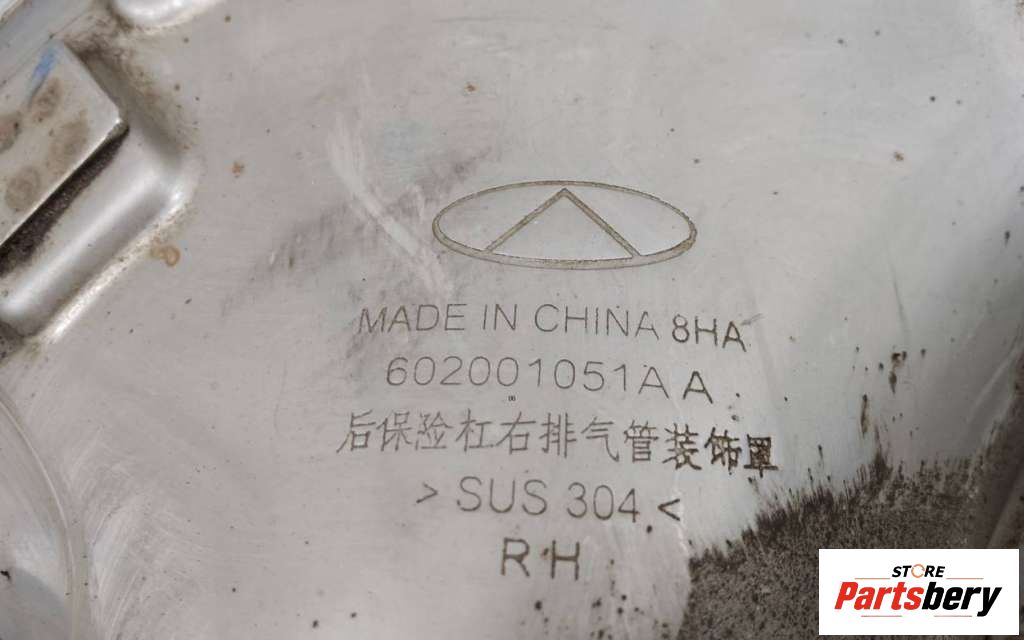 MADE IN CHINA 8HA
602001051AA
后保险杠右排气管装饰罩
>SUS 304<
RH
STORE
Partsbery